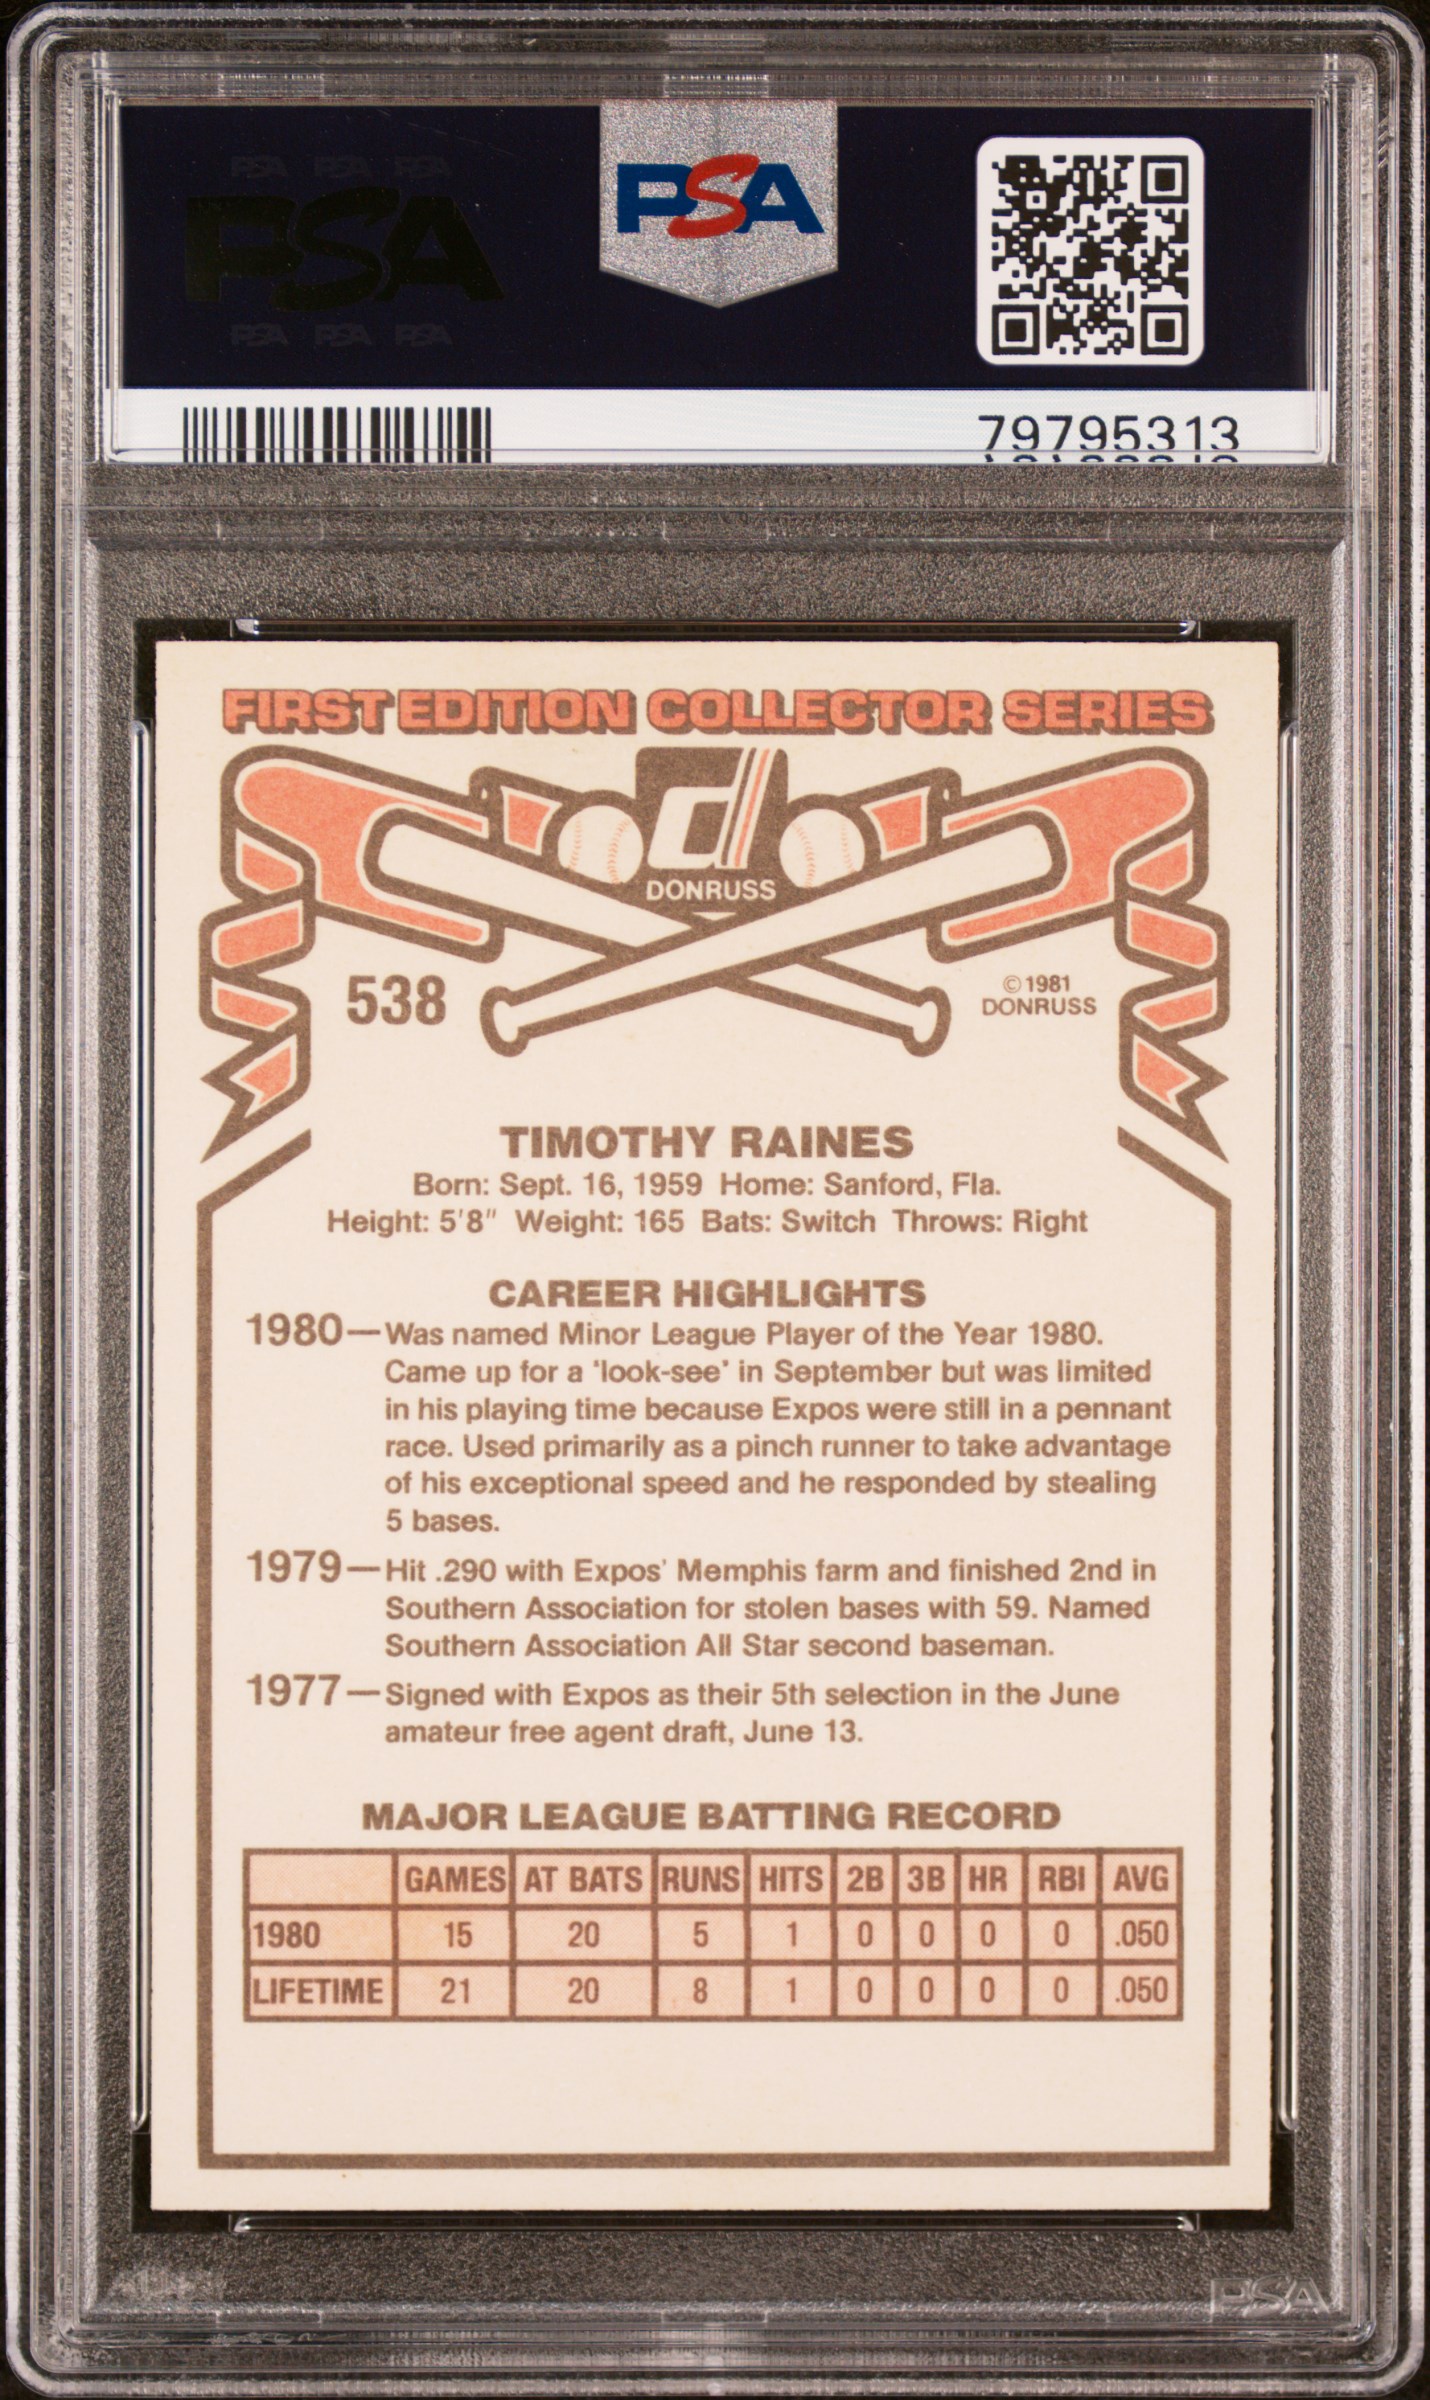 PSA PSA PSA
PSA
PSA PSA PSA
PSA
79795313
FIRST EDITION COLLECTOR SERIES
d
DONRUSS
538
© 1981
DONRUSS
TIMOTHY RAINES
Born: Sept. 16, 1959 Home: Sanford, Fla.
Height: 5'8" Weight: 165 Bats: Switch Throws: Right
CAREER HIGHLIGHTS
1980—Was named Minor League Player of the Year 1980.
Came up for a 'look-see' in September but was limited
in his playing time because Expos were still in a pennant
race. Used primarily as a pinch runner to take advantage
of his exceptional speed and he responded by stealing
5 bases.
1979—Hit .290 with Expos' Memphis farm and finished 2nd in
Southern Association for stolen bases with 59. Named
Southern Association All Star second baseman.
1977—Signed with Expos as their 5th selection in the June
amateur free agent draft, June 13.
MAJOR LEAGUE BATTING RECORD
GAMES AT BATS RUNS HITS 2B 3B HR RBI AVG
1980 15 20 5 1 0 0 0 0 .050
LIFETIME 21 20 8 1 0 0 0 0 .050
PSA